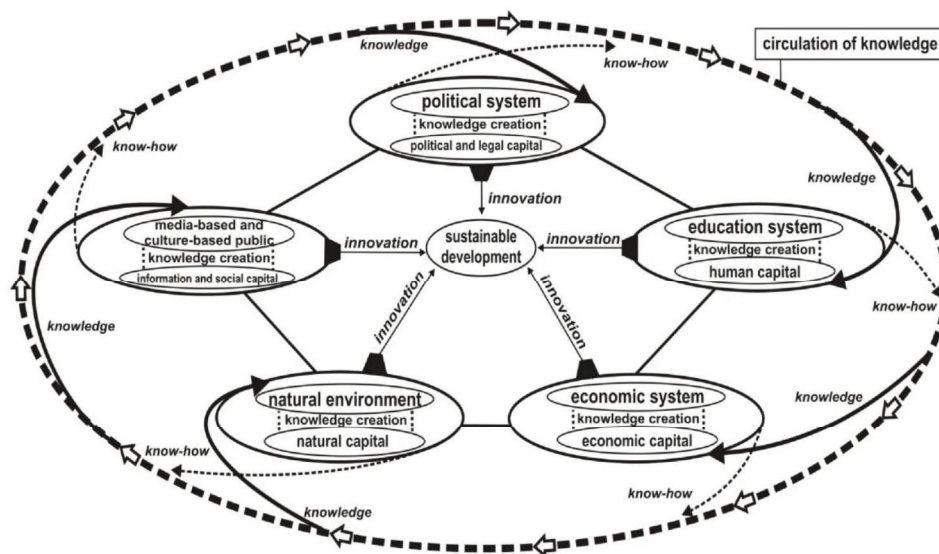 knowledge
know-how
circulation of knowledge
political system
knowledge creation
political and legal capital
know-how
innovation
knowledge
media-based and
culture-based public
knowledge creation
information and social capital
innovation
sustainable
development
innovation
education system
knowledge creation
human capital
know-how
knowledge
innovation
innovation
natural environment
knowledge creation
natural capital
economic system
knowledge creation
economic capital
knowledge
know-how
know-how
knowledge